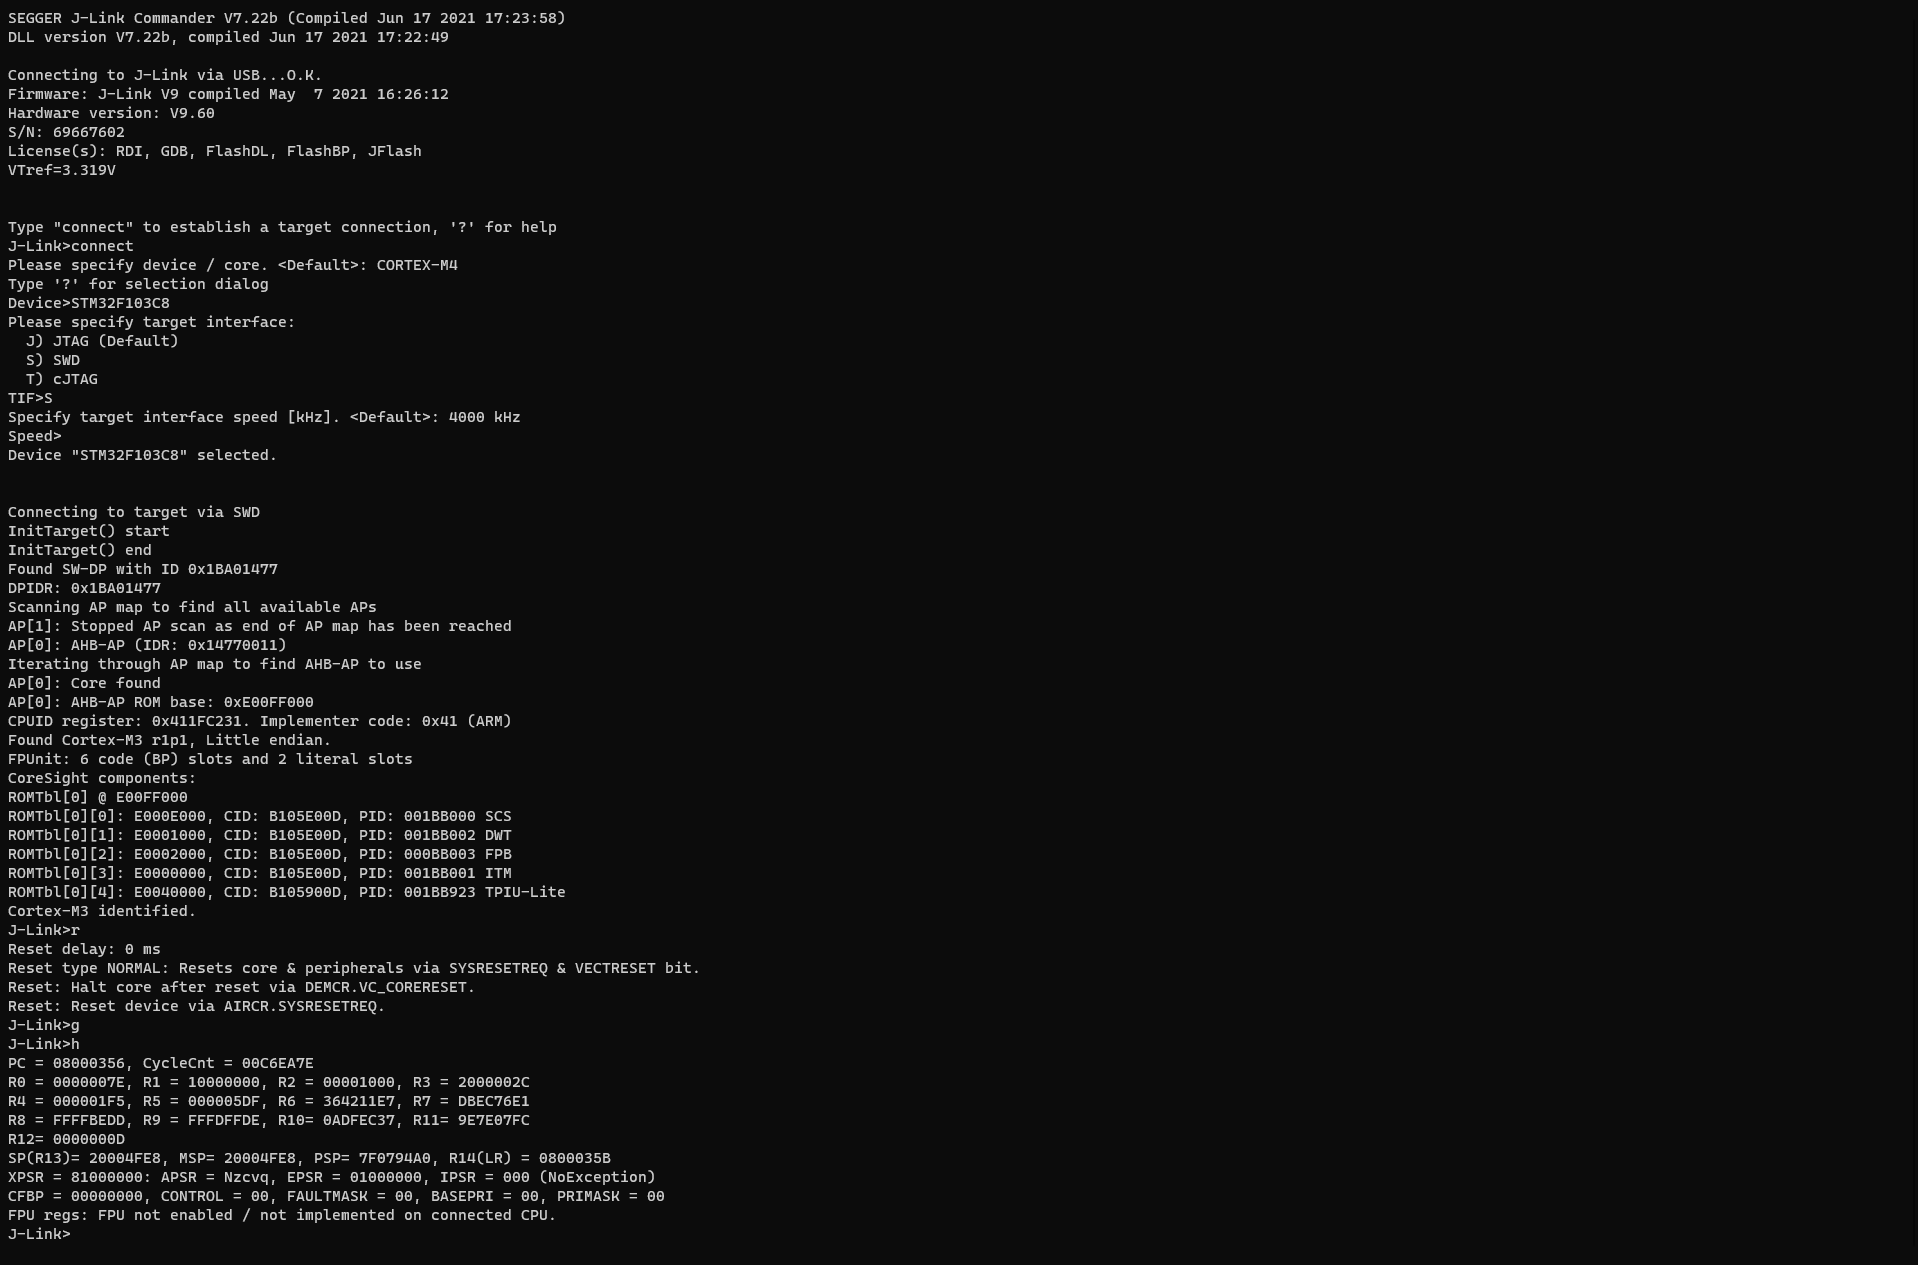 SEGGER J-Link Commander V7.22b (Compiled Jun 17 2021 17:23:58)
DLL version V7.22b, compiled Jun 17 2021 17:22:49
Connecting to J-Link via USB...O.K.
Firmware: J-Link V9 compiled May  7 2021 16:26:12
Hardware version: V9.60
S/N: 69667602
License(s): RDI, GDB, FlashDL, FlashBP, JFlash
VTref=3.319V
Type "connect" to establish a target connection, '?' for help
J-Link>connect
Please specify device / core. <Default>: CORTEX-M4
Type '?' for selection dialog
Device>STM32F103C8
Please specify target interface:
  J) JTAG (Default)
  S) SWD
  T) cJTAG
TIF>S
Specify target interface speed [kHz]. <Default>: 4000 kHz
Speed>
Device "STM32F103C8" selected.
Connecting to target via SWD
InitTarget() start
InitTarget() end
Found SW-DP with ID 0x1BA01477
DPIDR: 0x1BA01477
Scanning AP map to find all available APs
AP[1]: Stopped AP scan as end of AP map has been reached
AP[0]: AHB-AP (IDR: 0x14770011)
Iterating through AP map to find AHB-AP to use
AP[0]: Core found
AP[0]: AHB-AP ROM base: 0xE00FF000
CPUID register: 0x411FC231. Implementer code: 0x41 (ARM)
Found Cortex-M3 r1p1, Little endian.
FPUnit: 6 code (BP) slots and 2 literal slots
CoreSight components:
ROMTbl[0] @ E00FF000
ROMTbl[0][0]: E000E000, CID: B105E00D, PID: 001BB000 SCS
ROMTbl[0][1]: E0001000, CID: B105E00D, PID: 001BB002 DWT
ROMTbl[0][2]: E0002000, CID: B105E00D, PID: 000BB003 FPB
ROMTbl[0][3]: E0000000, CID: B105E00D, PID: 001BB001 ITM
ROMTbl[0][4]: E0040000, CID: B105900D, PID: 001BB923 TPIU-Lite
Cortex-M3 identified.
J-Link>r
Reset delay: 0 ms
Reset type NORMAL: Resets core & peripherals via SYSRESETREQ & VECTRESET bit.
Reset: Halt core after reset via DEMCR.VC_CORERESET.
Reset: Reset device via AIRCR.SYSRESETREQ.
J-Link>g
J-Link>h
PC = 08000356, CycleCnt = 00C6EA7E
R0 = 0000007E, R1 = 10000000, R2 = 00001000, R3 = 2000002C
R4 = 000001F5, R5 = 000005DF, R6 = 364211E7, R7 = DBEC76E1
R8 = FFFFBEDD, R9 = FFFDFFDE, R10= 0ADFEC37, R11= 9E7E07FC
R12= 0000000D
SP(R13)= 20004FE8, MSP= 20004FE8, PSP= 7F0794A0, R14(LR) = 0800035B
XPSR = 81000000: APSR = Nzcvq, EPSR = 01000000, IPSR = 000 (NoException)
CFBP = 00000000, CONTROL = 00, FAULTMASK = 00, BASEPRI = 00, PRIMASK = 00
FPU regs: FPU not enabled / not implemented on connected CPU.
J-Link>